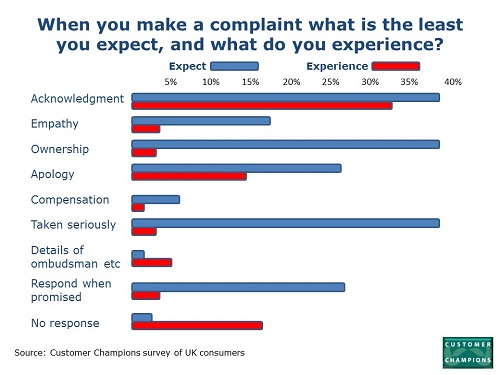 When you make a complaint what is the least
you expect, and what do you experience?
Expect Experience
5% 10% 15% 20% 25% 30% 35% 40%
Acknowledgment
Empathy
Ownership
Apology
Compensation
Taken seriously
Details of
ombudsman etc
Respond when
promised
No response
Source: Customer Champions survey of UK consumers
CUSTOMER
CHAMPIONS